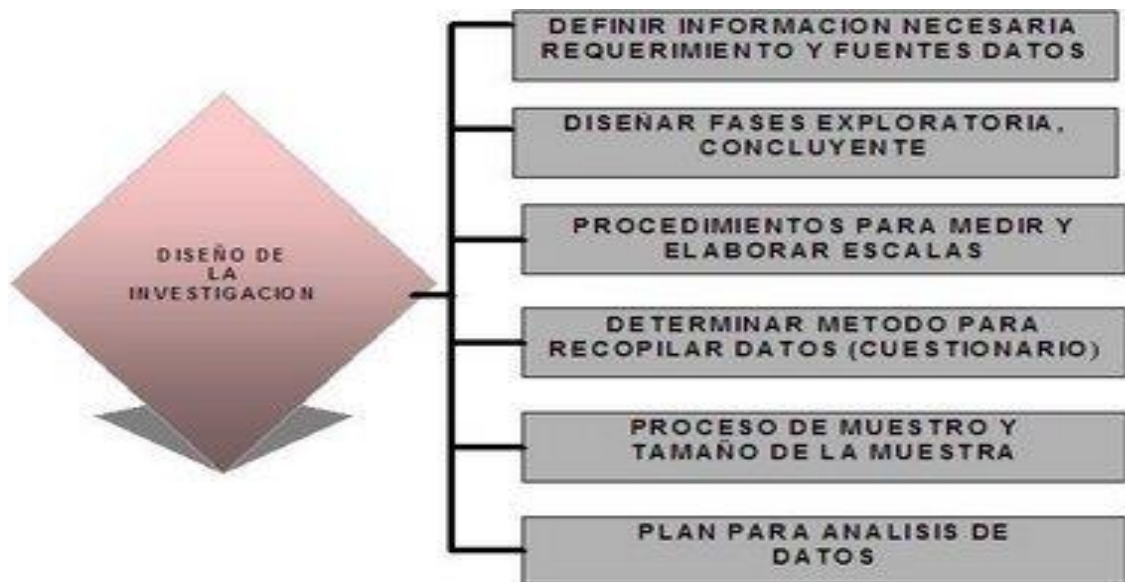 DISEÑO DE
LA
INVESTIGACION
DEFINIR INFORMACION NECESARIA
REQUERIMIENTO Y FUENTES DATOS
DISEÑAR FASES EXPLORATORIA,
CONCLUYENTE
PROCEDIMIENTOS PARA MEDIR Y
ELABORAR ESCALAS
DETERMINAR METODO PARA
RECOPILAR DATOS (CUESTIONARIO)
PROCESO DE MUESTRO Y
TAMAÑO DE LA MUESTRA
PLAN PARA ANALISIS DE
DATOS